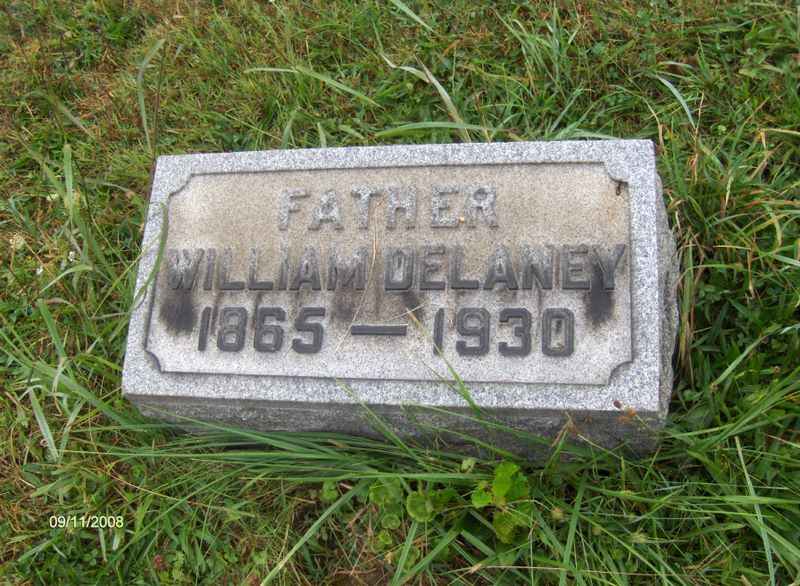 FATHER
WILLIAM DELANEY
1865 — 1930
09/11/2008